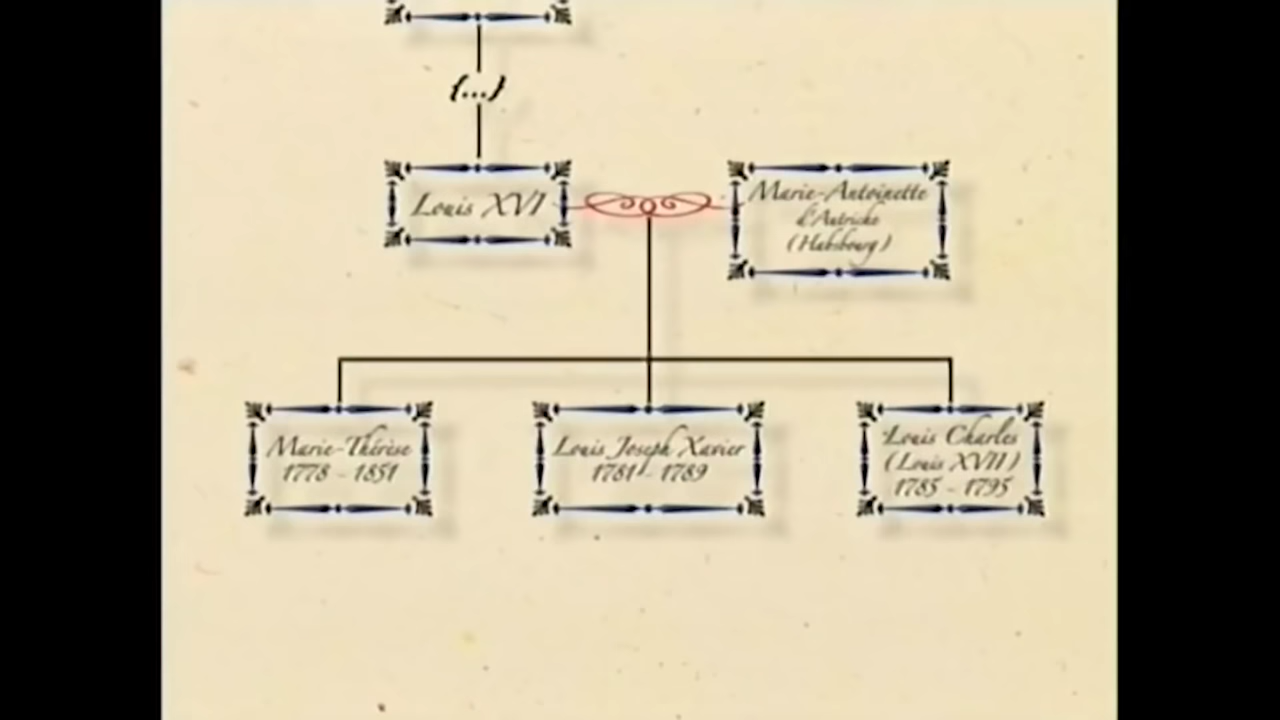 (...)
Louis XVI
Marie-Antoinette
d'Autriche
(Habsbourg)
Marie-Thérèse
1778 - 1851
Louis Joseph Xavier
1781 - 1789
Louis Charles
(Louis XVII)
1785 - 1795